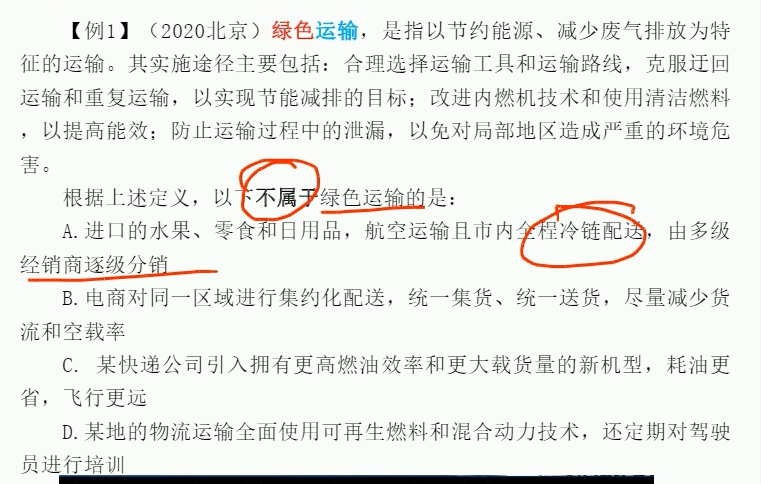 【例1】（2020北京）绿色运输，是指以节约能源、减少废气排放为特
征的运输。其实施途径主要包括：合理选择运输工具和运输路线，克服迂回
运输和重复运输，以实现节能减排的目标；改进内燃机技术和使用清洁燃料
，以提高能效；防止运输过程中的泄漏，以免对局部地区造成严重的环境危
害。
根据上述定义，以下不属于绿色运输的是：
A.进口的水果、零食和日用品，航空运输且市内全程冷链配送，由多级
经销商逐级分销
B.电商对同一区域进行集约化配送，统一集货、统一送货，尽量减少货
流和空载率
C. 某快递公司引入拥有更高燃油效率和更大载货量的新机型，耗油更
省，飞行更远
D.某地的物流运输全面使用可再生燃料和混合动力技术，还定期对驾驶
员进行培训